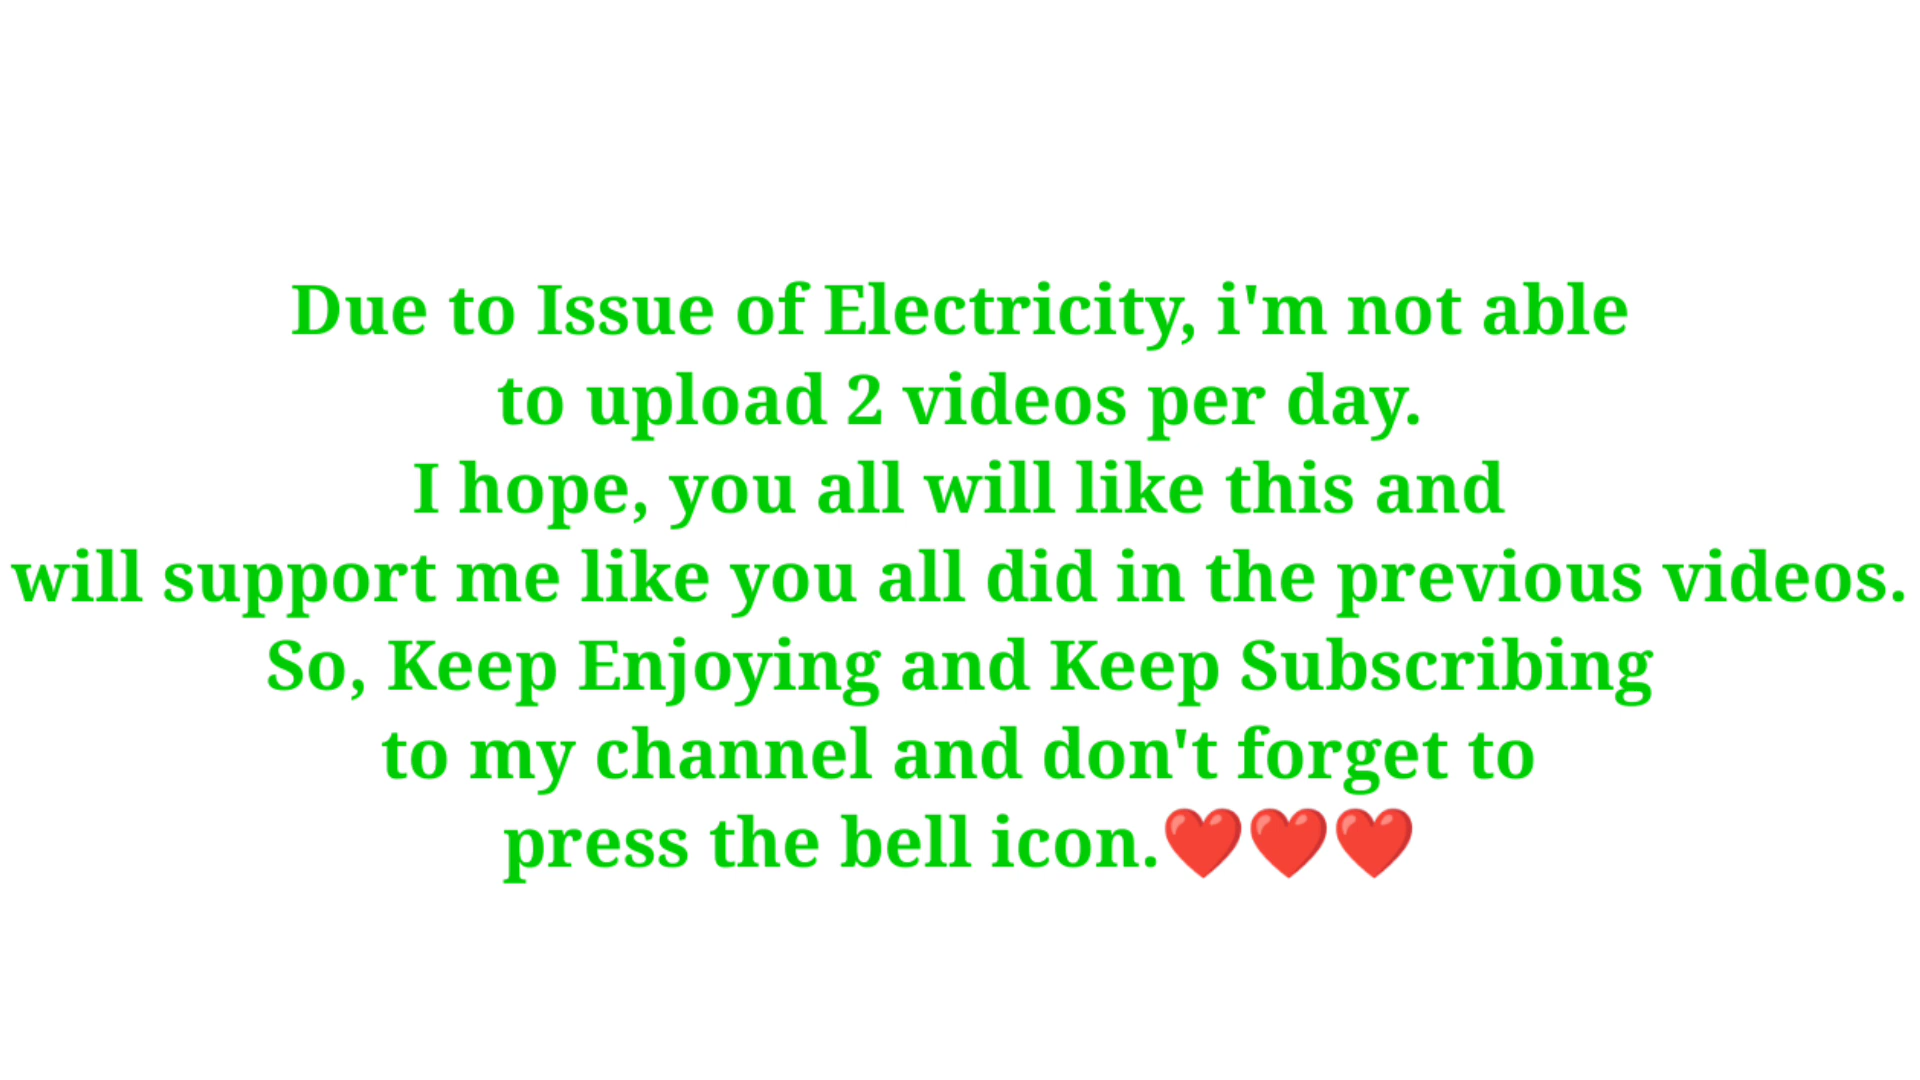 Due to Issue of Electricity, i'm not able
to upload 2 videos per day.
I hope, you all will like this and
will support me like you all did in the previous videos.
So, Keep Enjoying and Keep Subscribing
to my channel and don't forget to
press the bell icon.❤️❤️❤️